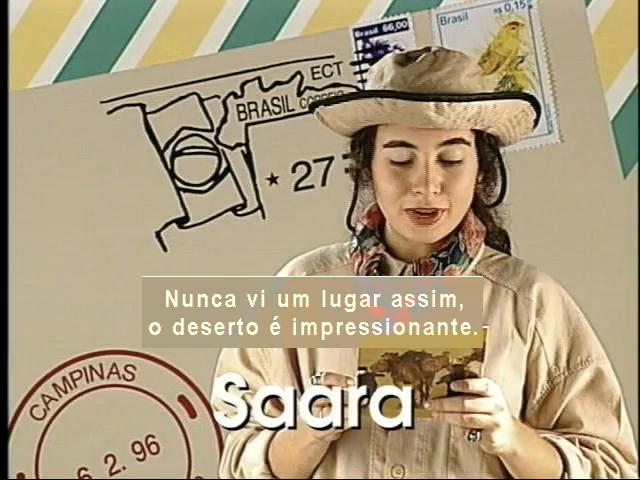 Brasil 66,00
Brasil R$ 0,15
ECT
BRASIL CORREIO
★ 27
Nunca vi um lugar assim,
o deserto é impressionante.
Saara
CAMPINAS
6. 2. 96